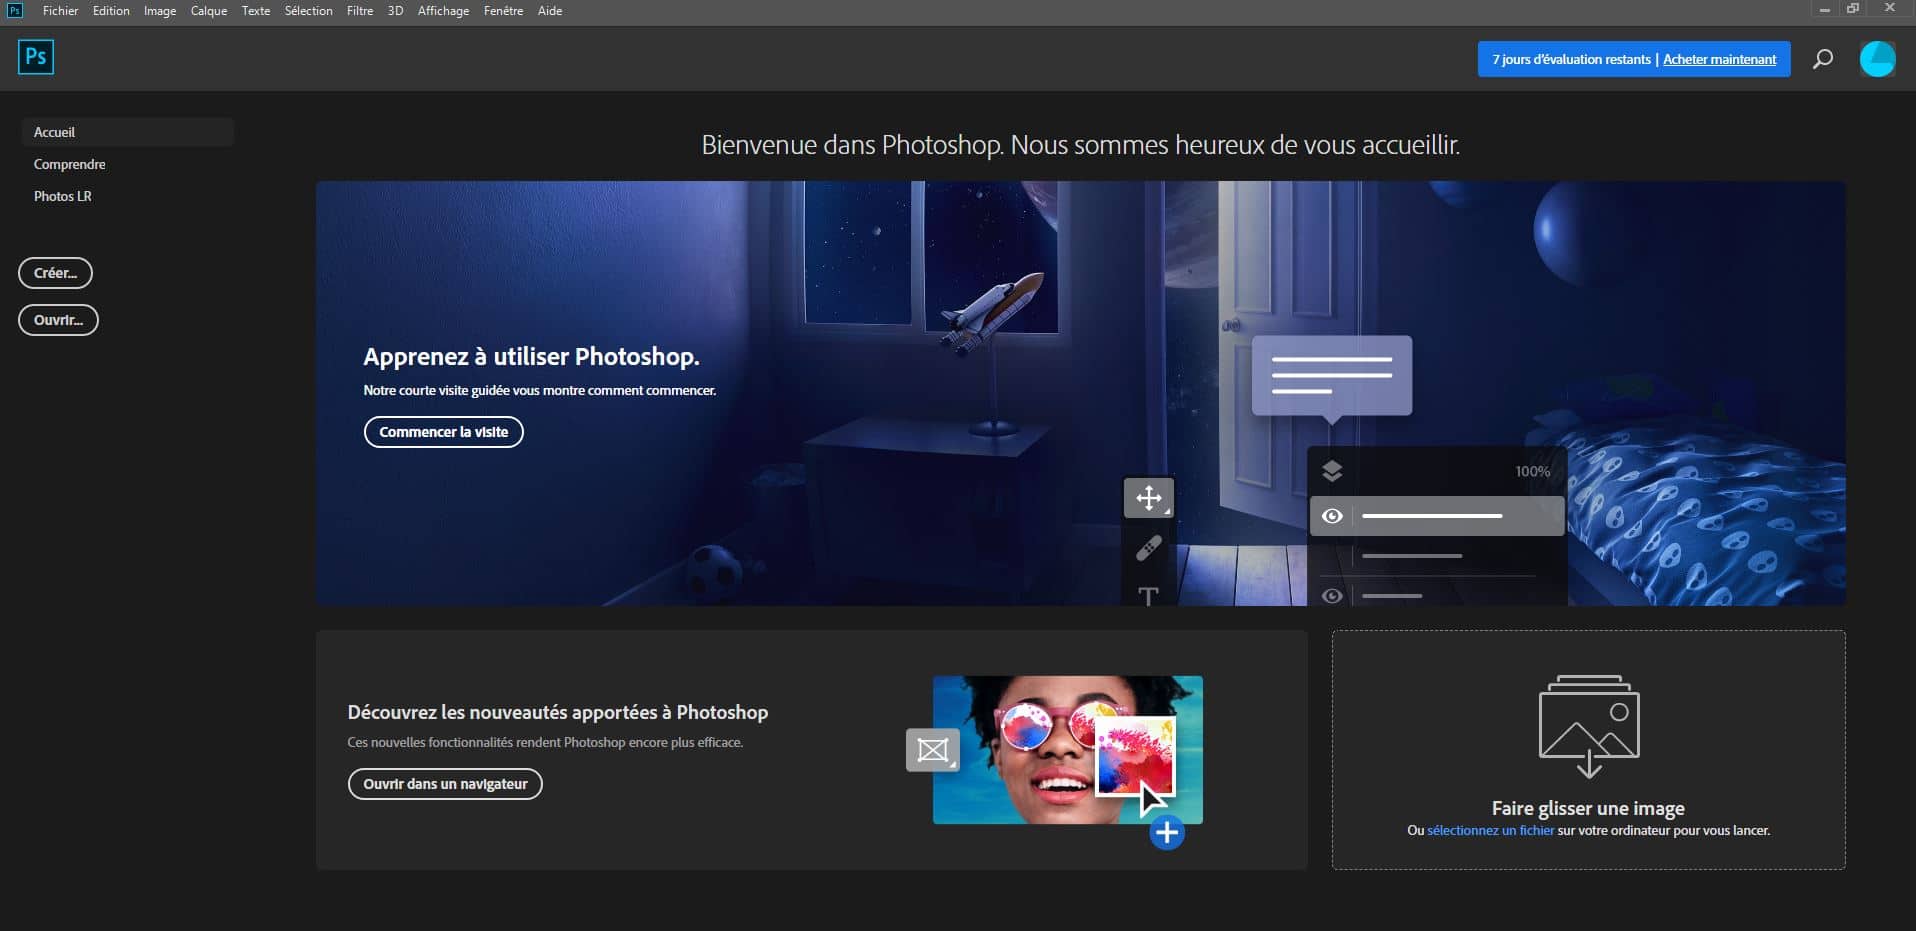 Ps
Fichier
Edition
Image
Calque
Texte
Sélection
Filtre
3D
Affichage
Fenêtre
Aide
Ps
7 jours d'évaluation restants | Acheter maintenant
Accueil
Comprendre
Photos LR
Créer...
Ouvrir...
Bienvenue dans Photoshop. Nous sommes heureux de vous accueillir.
Apprenez à utiliser Photoshop.
Notre courte visite guidée vous montre comment commencer.
Commencer la visite
100%
T
Découvrez les nouveautés apportées à Photoshop
Ces nouvelles fonctionnalités rendent Photoshop encore plus efficace.
Ouvrir dans un navigateur
Faire glisser une image
Ou sélectionnez un fichier sur votre ordinateur pour vous lancer.